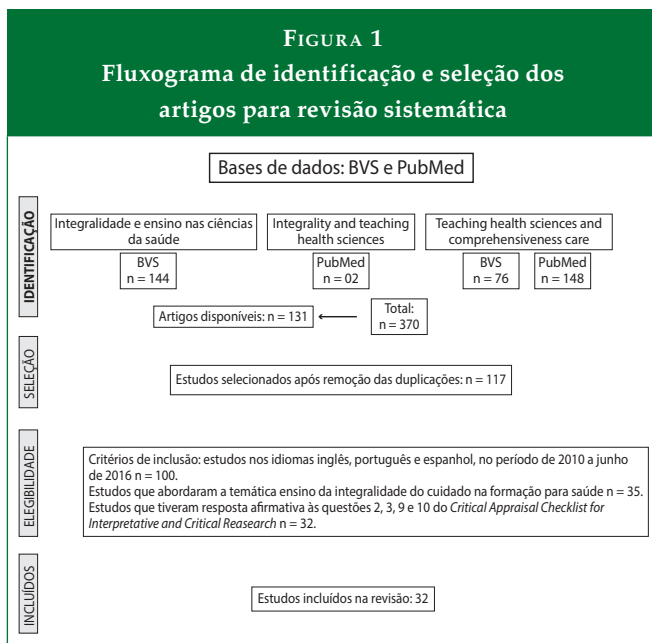 FIGURA 1
Fluxograma de identificação e seleção dos
artigos para revisão sistemática
Bases de dados: BVS e PubMed
IDENTIFICAÇÃO
Integralidade e ensino nas ciências
da saúde
Integrality and teaching
health sciences
Teaching health sciences and
comprehensiveness care
BVS
n = 144
PubMed
n = 02
BVS
n = 76
PubMed
n = 148
Artigos disponíveis: n = 131
Total:
n = 370
SELEÇÃO
Estudos selecionados após remoção das duplicações: n = 117
ELEGIBILIDADE
Critérios de inclusão: estudos nos idiomas inglês, português e espanhol, no período de 2010 a junho
de 2016 n = 100.
Estudos que abordaram a temática ensino da integralidade do cuidado na formação para saúde n = 35.
Estudos que tiveram resposta afirmativa às questões 2, 3, 9 e 10 do Critical Appraisal Checklist for
Interpretative and Critical Reasearch n = 32.
INCLUÍDOS
Estudos incluídos na revisão: 32